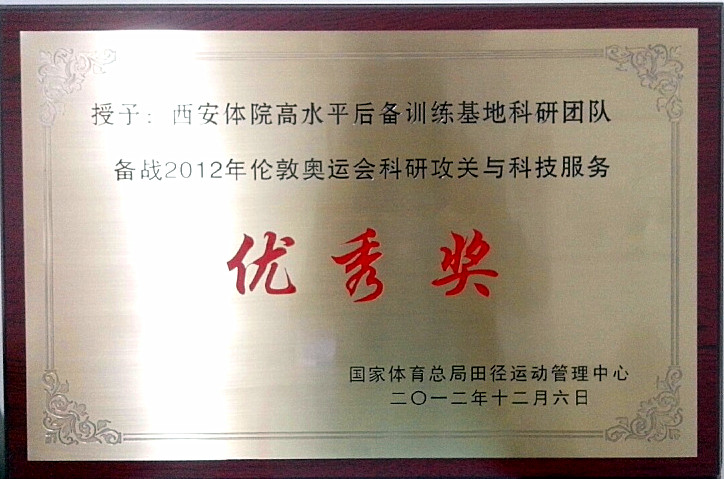 授予：西安体院高水平后备训练基地科研团队
备战2012年伦敦奥运会科研攻关与科技服务
优秀奖
国家体育总局田径运动管理中心
二〇一二年十二月六日